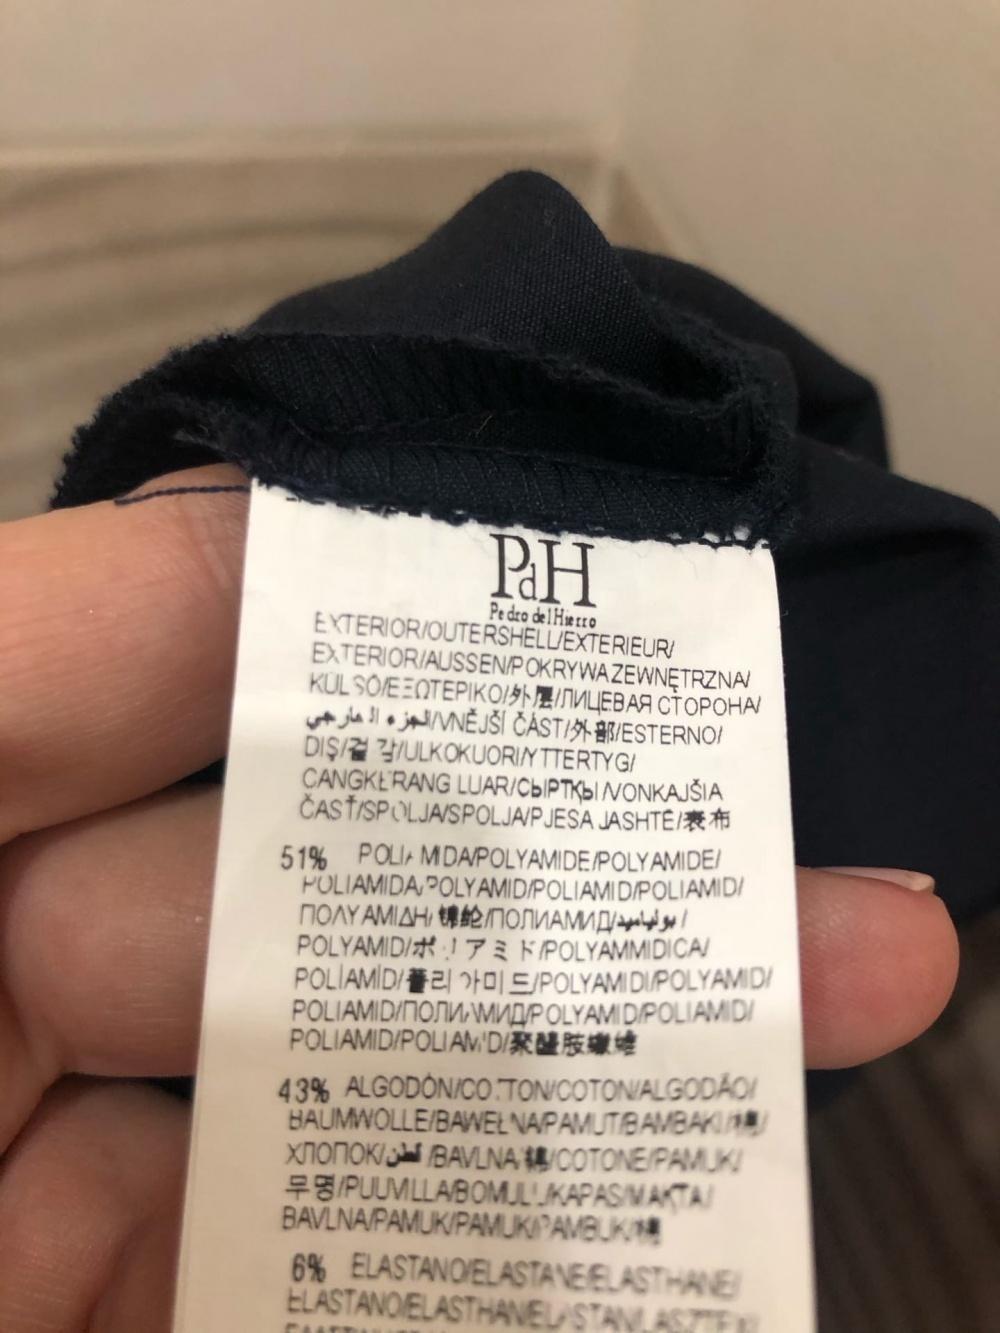 PdH
Pedro del Hierro
EXTERIOR/OUTERSHELL/EXTERIEUR/
EXTERIOR/AUSSEN/POKRYWA ZEWNĘTRZNA/
KÜLSŐ/ΕΞΩΤΕΡΙΚΟ/外层/ЛИЦЕВАЯ СТОРОНА/
الجزء الخارجي/VNĚJŠÍ ČÁST/外部/ESTERNO/
DIŞ/겉 감/ULKOKUORI/YTTERTYG/
CANGKERANG LUAR/СЫРТҚЫ/VONKAJŠIA
ČASŤ/SPOLJA/SPOLJA/PJESA JASHTË/表布
51% POLIAMIDA/POLYAMIDE/POLYAMIDE/
POLIAMIDA/POLYAMID/POLIAMID/POLIAMID/
ΠΟΛΥΑΜΙΔΗ/锦纶/ПОЛИАМИД/بولياميد/
POLYAMID/ポリアミド/POLYAMMIDICA/
POLİAMİD/폴리아미드/POLYAMIDI/POLYAMID/
POLIAMID/ПОЛИАМИД/POLYAMID/POLIAMID/
POLIAMID/POLIAMID/聚醯胺纖維
43% ALGODÓN/COTTON/COTON/ALGODÃO/
BAUMWOLLE/BAWEŁNA/PAMUT/BAMBAKI/棉/
ХЛОПОК/قطن/BAVLNA/綿/COTONE/PAMUK/
무명/PUUVILLA/BOMULL/KAPAS/МАҚТА/
BAVLNA/PAMUK/PAMUK/PAMBUK/棉
6% ELASTANO/ELASTANE/ELASTHANE/
ELASTANO/ELASTHANE/